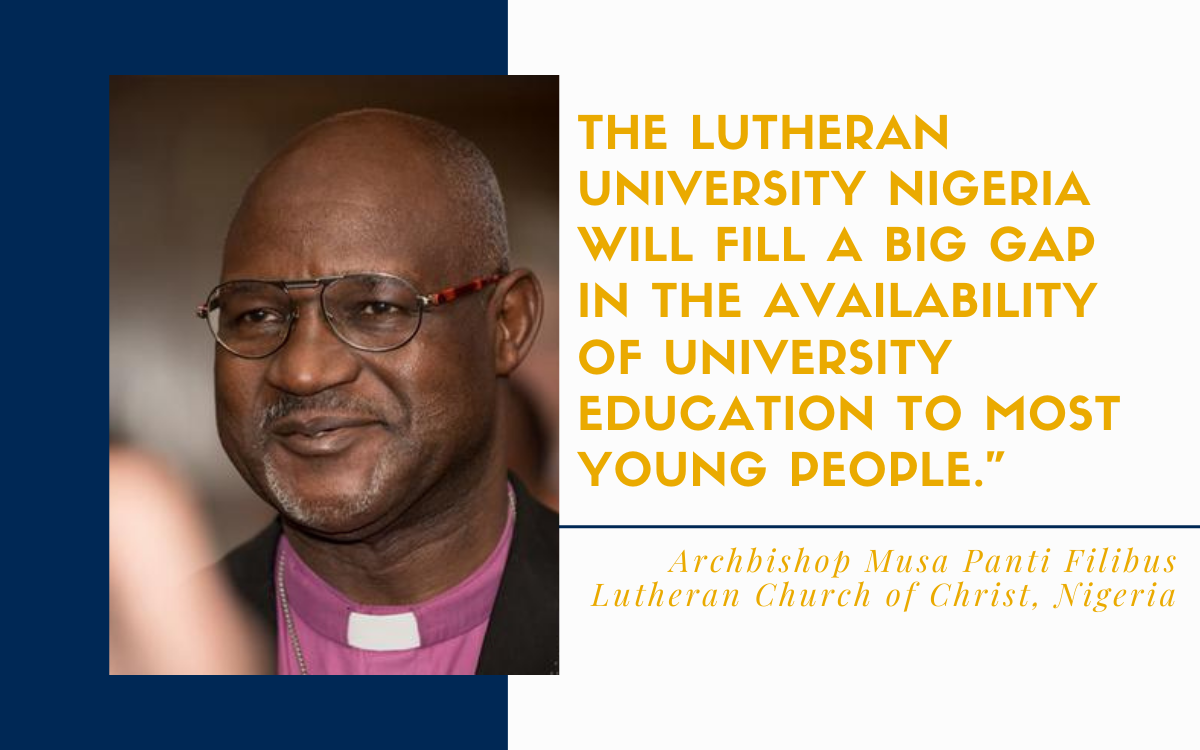 THE LUTHERAN
UNIVERSITY NIGERIA
WILL FILL A BIG GAP
IN THE AVAILABILITY
OF UNIVERSITY
EDUCATION TO MOST
YOUNG PEOPLE."
Archbishop Musa Panti Filibus
Lutheran Church of Christ, Nigeria